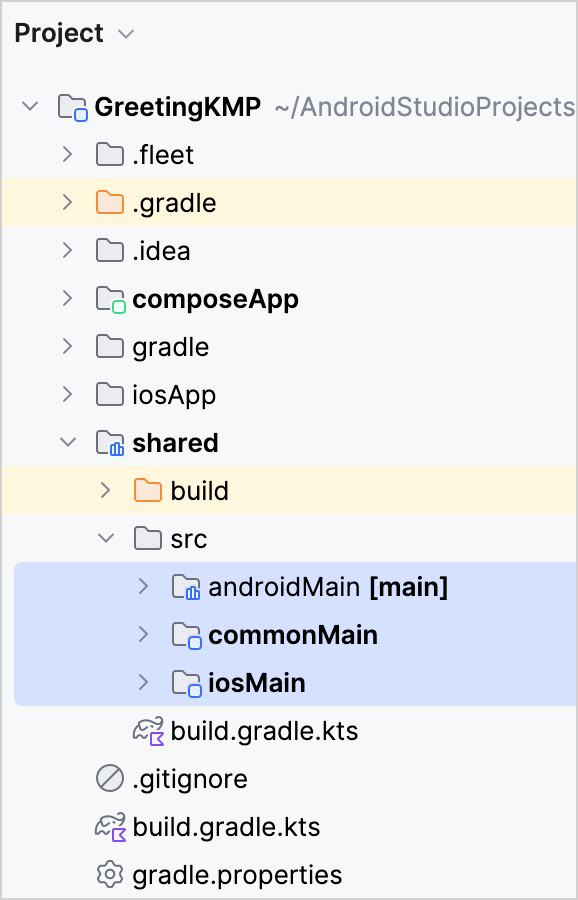 Project
GreetingKMP ~/AndroidStudioProjects
.fleet
.gradle
.idea
composeApp
gradle
iosApp
shared
build
src
androidMain [main]
commonMain
iosMain
build.gradle.kts
.gitignore
build.gradle.kts
gradle.properties